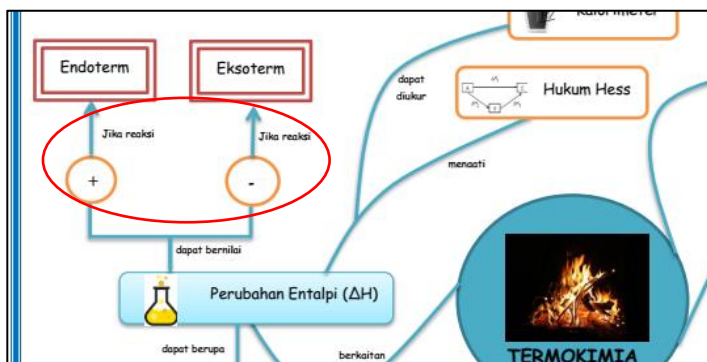 Kalorimeter
Endoterm
Eksoterm
dapat
diukur
Hukum Hess
Jika reaksi
Jika reaksi
menaati
+
-
dapat bernilai
Perubahan Entalpi (ΔH)
dapat berupa
berkaitan
TERMOKIMIA